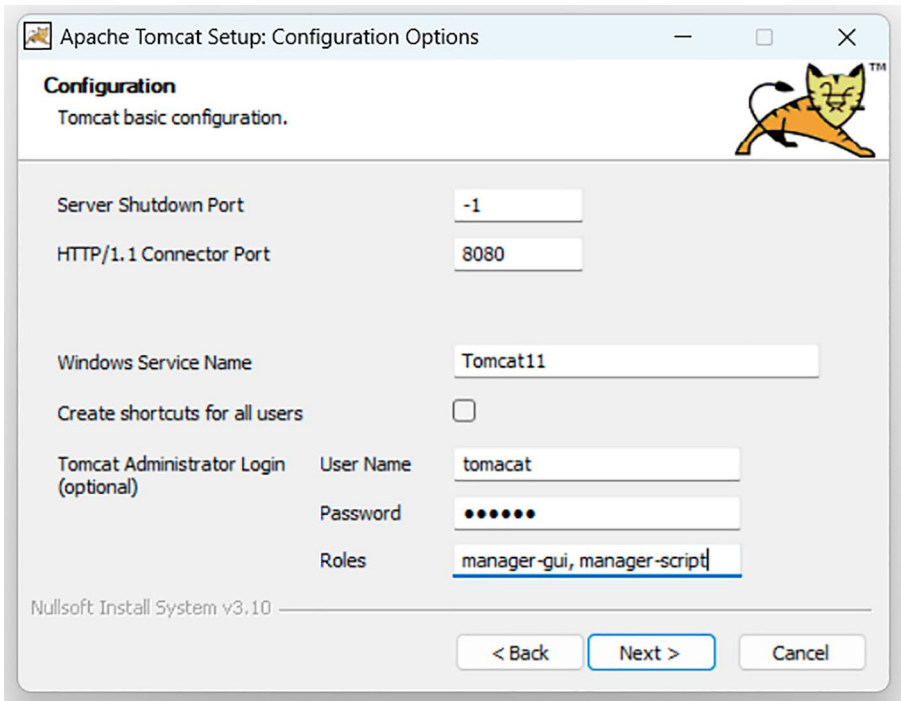 Apache Tomcat Setup: Configuration Options
Configuration
Tomcat basic configuration.
TM
Server Shutdown Port -1
HTTP/1.1 Connector Port 8080
Windows Service Name Tomcat11
Create shortcuts for all users
Tomcat Administrator Login User Name tomacat
(optional)
Password ●●●●●●
Roles manager-gui, manager-script
Nullsoft Install System v3.10
< Back Next > Cancel